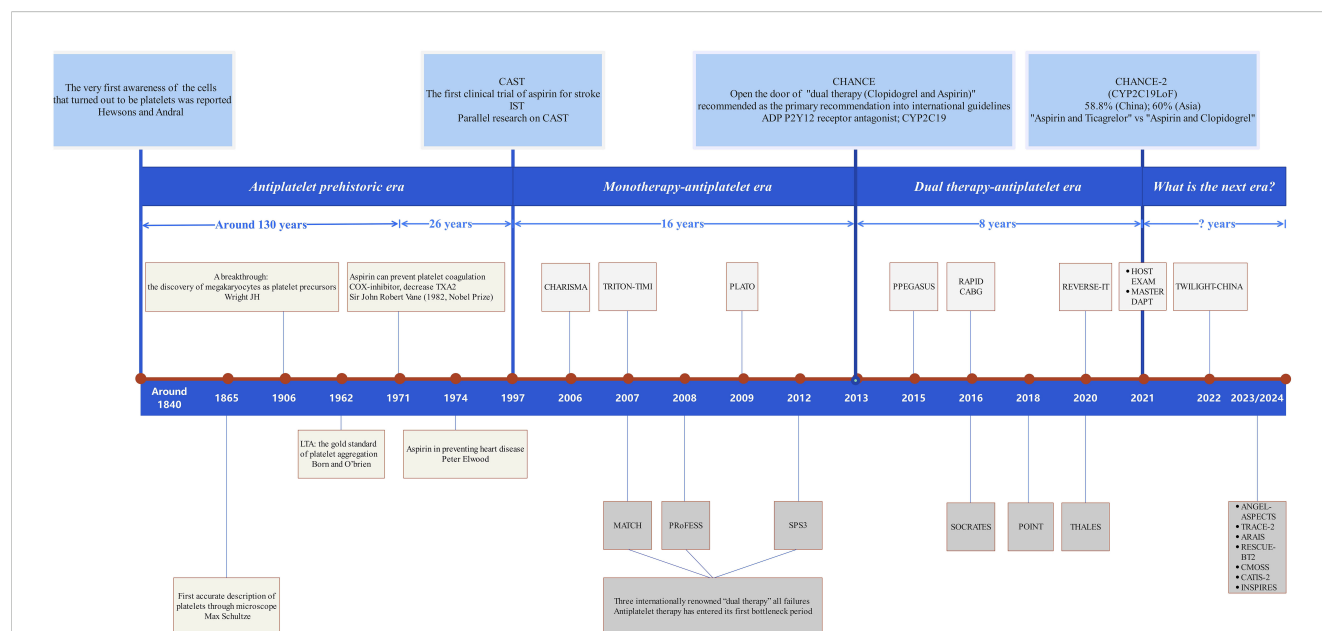 The very first awareness of the cells
that turned out to be platelets was reported
Hewsons and Andral
CAST
The first clinical trial of aspirin for stroke
IST
Parallel research on CAST
CHANCE
Open the door of "dual therapy (Clopidogrel and Aspirin)"
recommended as the primary recommendation into international guidelines
ADP P2Y12 receptor antagonist; CYP2C19
CHANCE-2
(CYP2C19LoF)
58.8% (China); 60% (Asia)
"Aspirin and Ticagrelor" vs "Aspirin and Clopidogrel"
Antiplatelet prehistoric era
Monotherapy-antiplatelet era
Dual therapy-antiplatelet era
What is the next era?
Around 130 years
26 years
16 years
8 years
? years
A breakthrough:
the discovery of megakaryocytes as platelet precursors
Wright JH
Aspirin can prevent platelet coagulation
COX-inhibitor, decrease TXA2
Sir John Robert Vane (1982, Nobel Prize)
CHARISMA
TRITON-TIMI
PLATO
PPEGASUS
RAPID
CABG
REVERSE-IT
• HOST
EXAM
• MASTER
DAPT
TWILIGHT-CHINA
Around
1840
1865
1906
1962
1971
1974
1997
2006
2007
2008
2009
2012
2013
2015
2016
2018
2020
2021
2022
2023/2024
LTA: the gold standard
of platelet aggregation
Born and O'brien
Aspirin in preventing heart disease
Peter Elwood
MATCH
PRoFESS
SPS3
SOCRATES
POINT
THALES
• ANGEL-
ASPECTS
• TRACE-2
• ARAIS
• RESCUE-
BT2
• CMOSS
• CATIS-2
• INSPIRES
First accurate description of
platelets through microscope
Max Schultze
Three internationally renowned “dual therapy” all failures
Antiplatelet therapy has entered its first bottleneck period